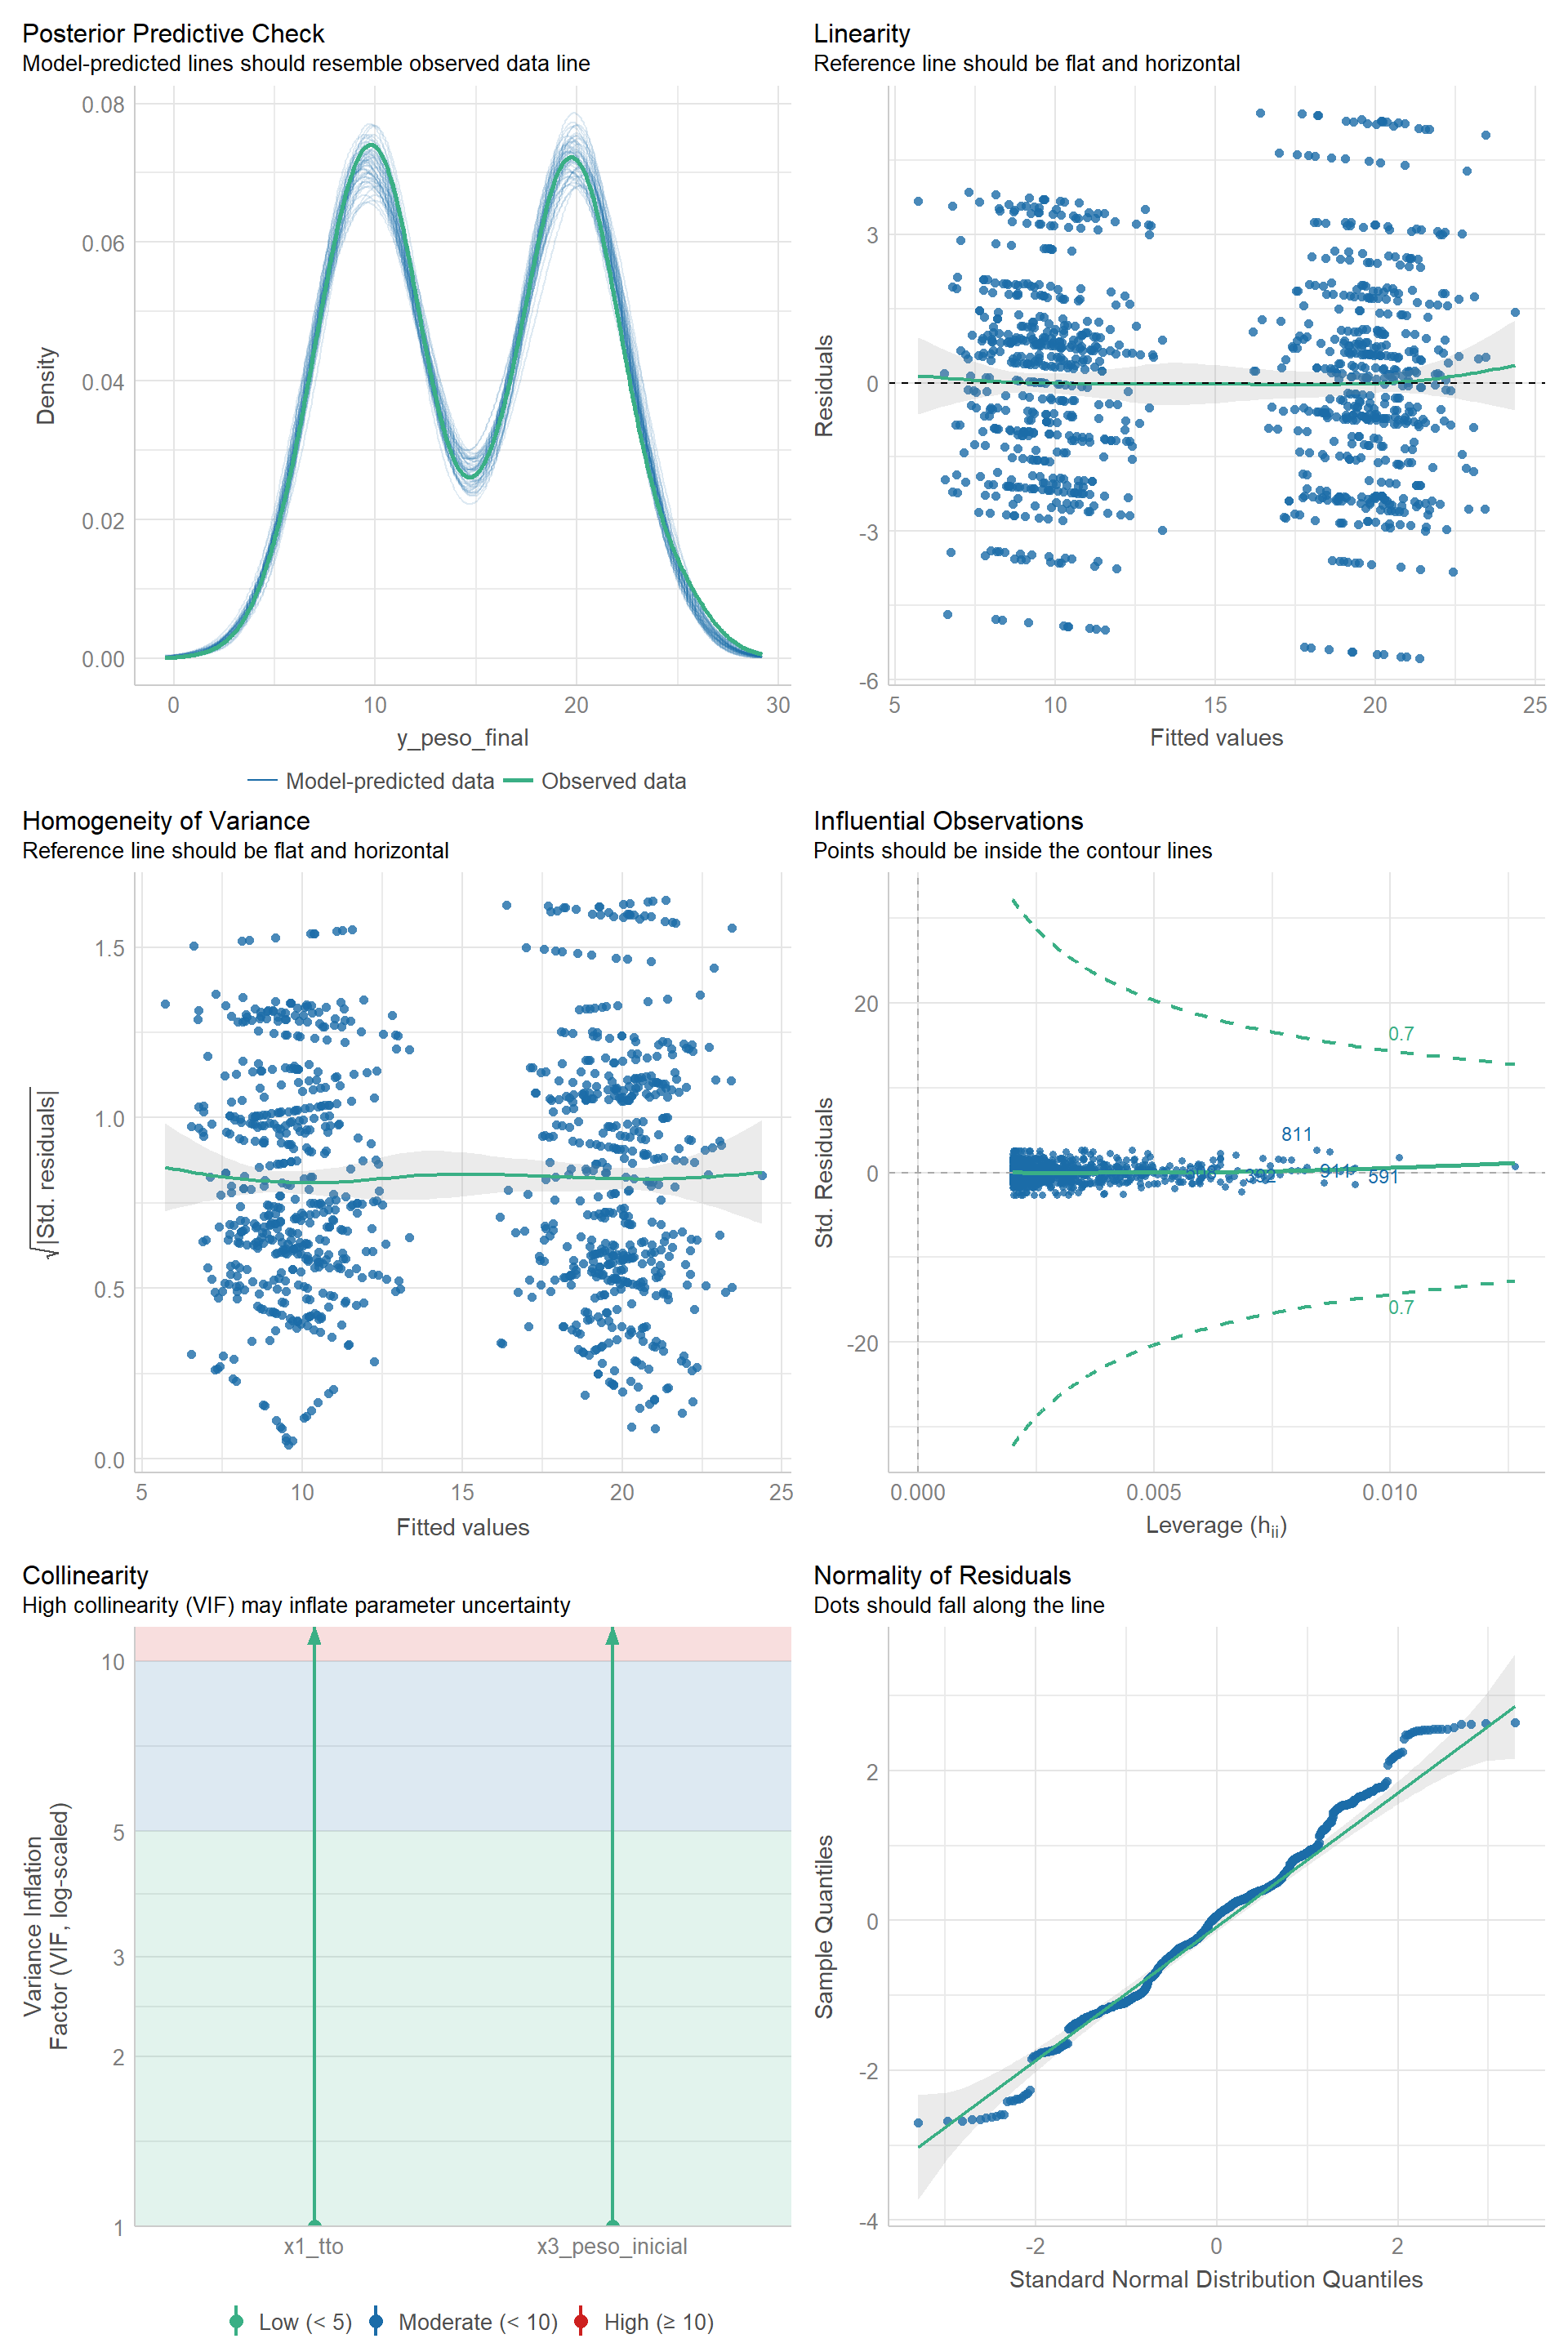 Posterior Predictive Check
Model-predicted lines should resemble observed data line
0.08
0.06
0.04
0.02
0.00
Density
0
10
20
30
y_peso_final
Model-predicted data
Observed data
Linearity
Reference line should be flat and horizontal
3
0
-3
-6
Residuals
5
10
15
20
25
Fitted values
Homogeneity of Variance
Reference line should be flat and horizontal
1.5
1.0
0.5
0.0
√|Std. residuals|
5
10
15
20
25
Fitted values
Influential Observations
Points should be inside the contour lines
20
0
-20
Std. Residuals
0.7
811
392
911
591
0.7
0.000
0.005
0.010
Leverage (hii)
Collinearity
High collinearity (VIF) may inflate parameter uncertainty
10
5
3
2
1
Variance Inflation
Factor (VIF, log-scaled)
x1_tto
x3_peso_inicial
Low (< 5)
Moderate (< 10)
High (≥ 10)
Normality of Residuals
Dots should fall along the line
2
0
-2
-4
Sample Quantiles
-2
0
2
Standard Normal Distribution Quantiles